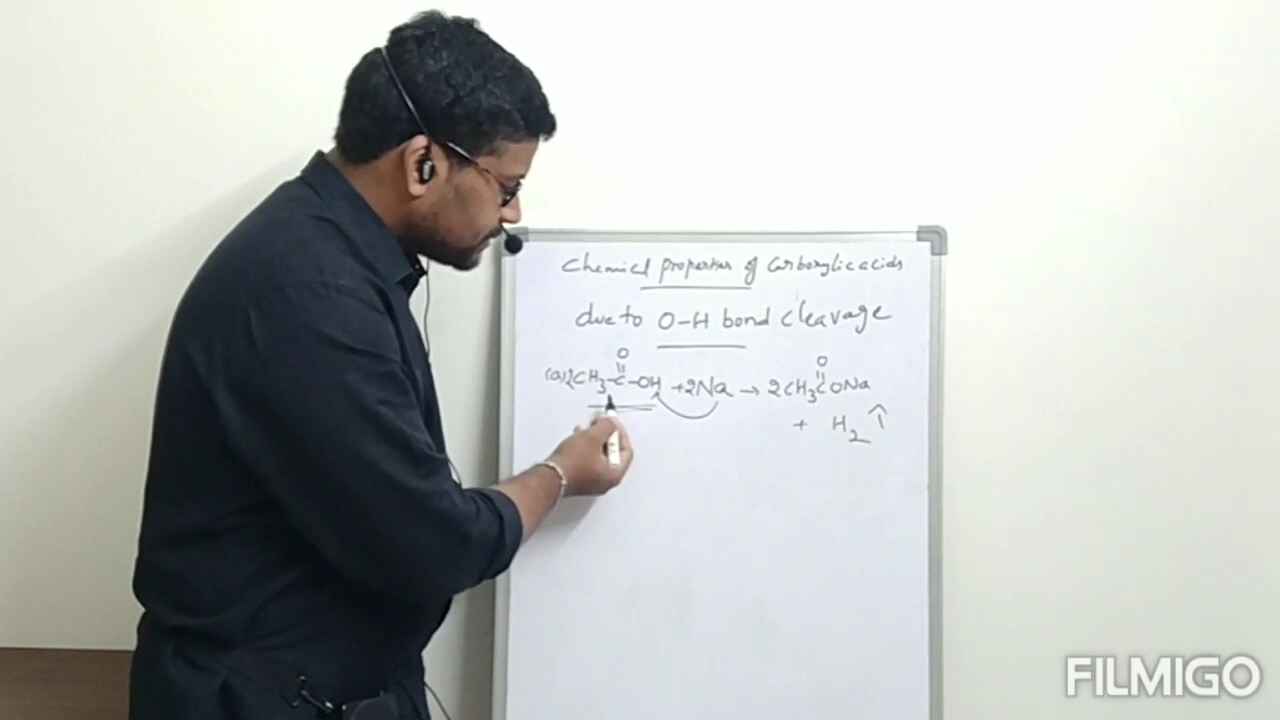 Chemical properties of Carboxylic acids
due to O-H bond cleavage
O O
|| ||
(a) 2CH3-C-OH + 2Na → 2CH3CONa
+ H2 ↑
FILMIGO